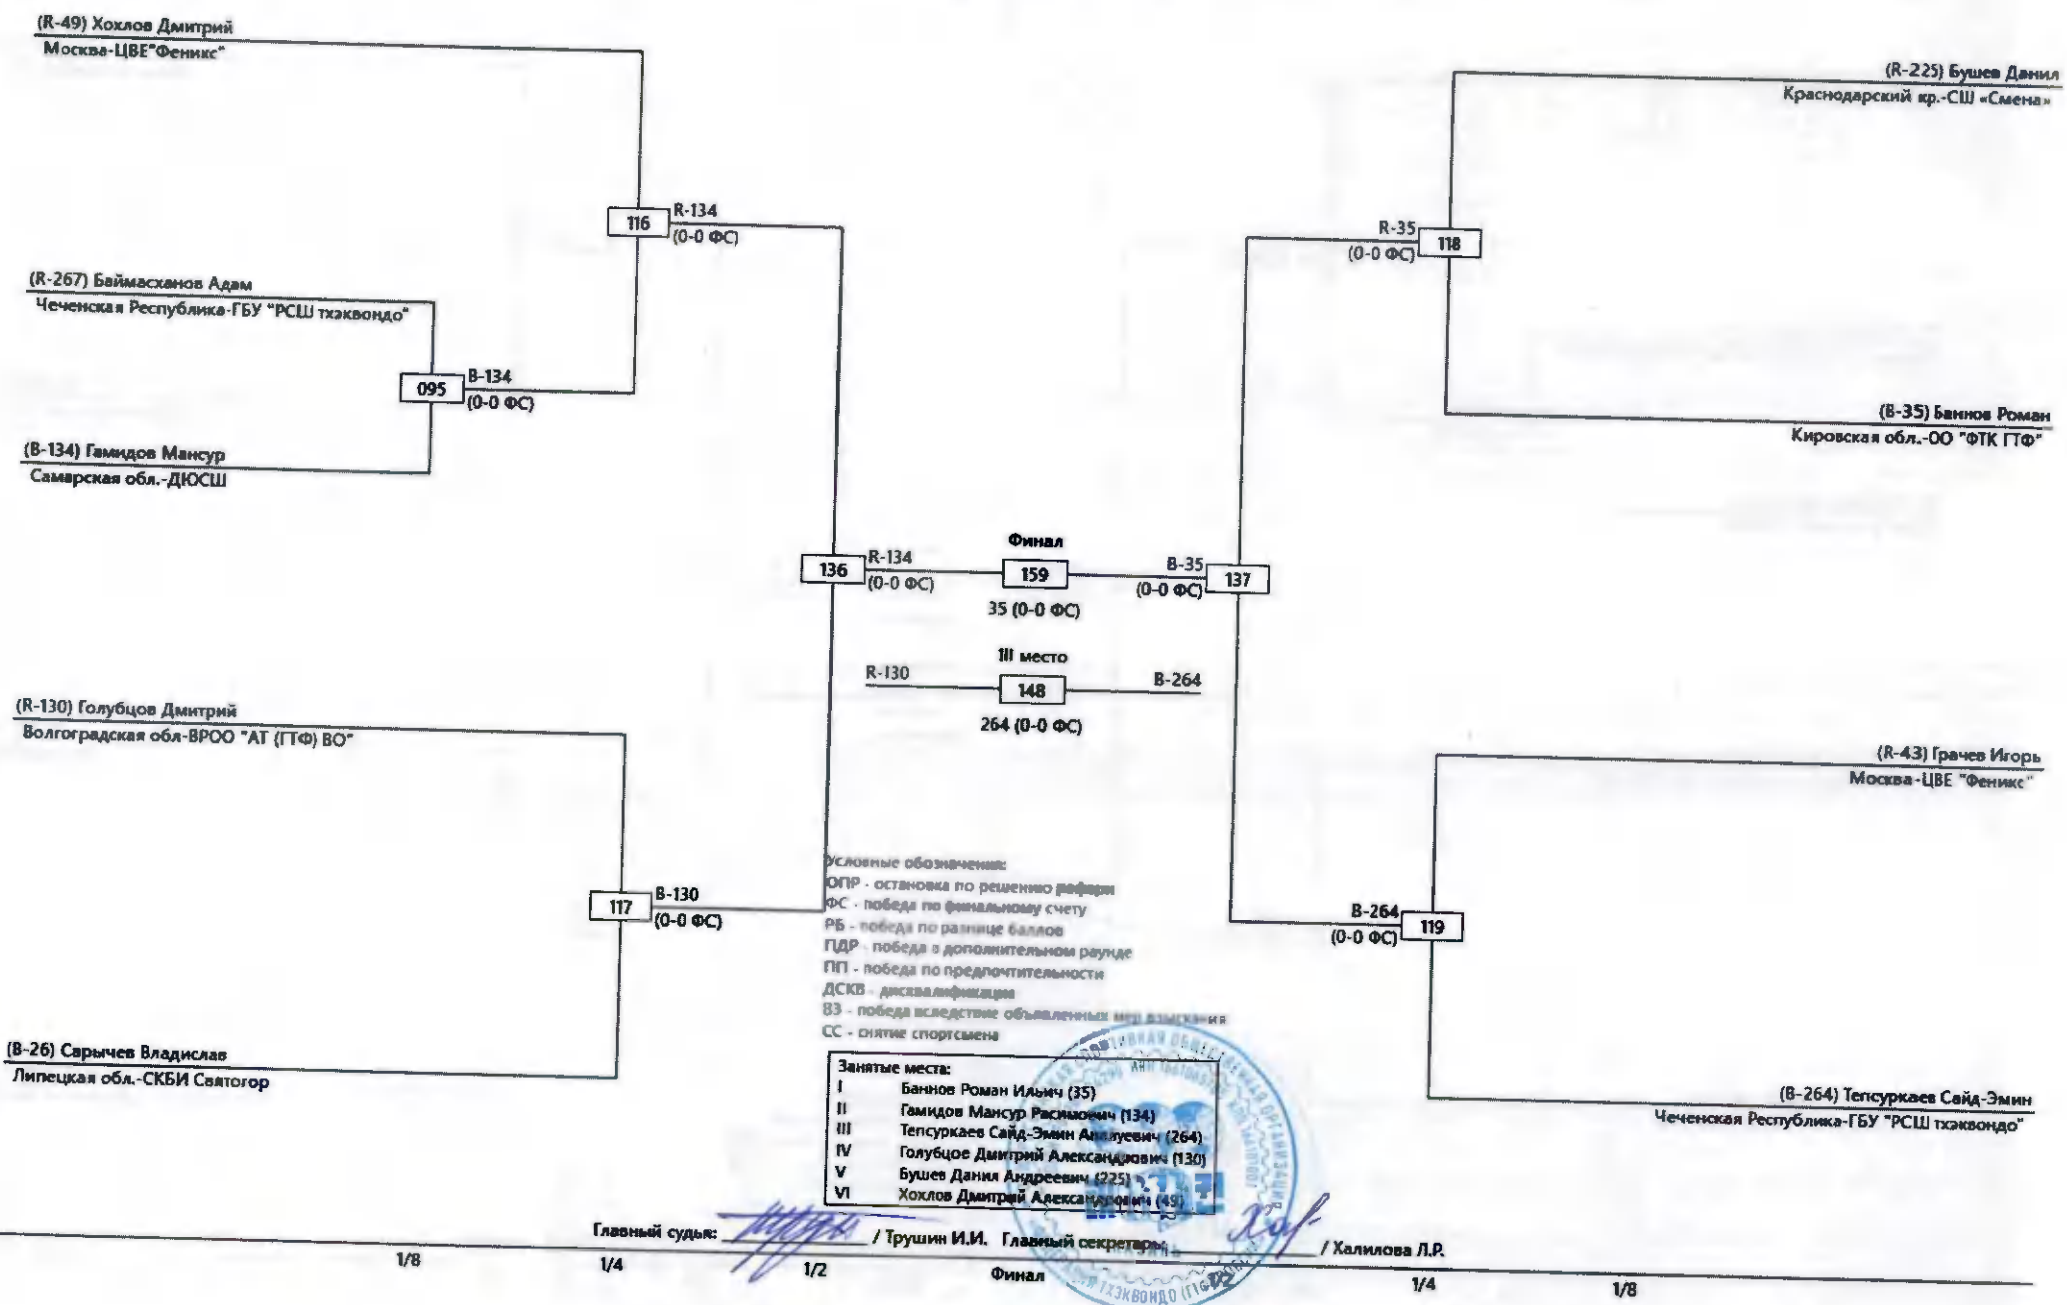 (R-49) Хохлов Дмитрий
Москва-ЦВЕ"Феникс"
116
R-134
(0-0 ФС)
(R-267) Баймасханов Адам
Чеченская Республика-ГБУ "РСШ тхэквондо"
095
B-134
(0-0 ФС)
(B-134) Гамидов Мансур
Самарская обл.-ДЮСШ
136
R-134
(0-0 ФС)
(R-130) Голубцов Дмитрий
Волгоградская обл-ВРОО "АТ (ГТФ) ВО"
117
B-130
(0-0 ФС)
(B-26) Сарычев Владислав
Липецкая обл.-СКБИ Святогор
Финал
159
35 (0-0 ФС)
III место
R-130
148
B-264
264 (0-0 ФС)
(R-225) Бушев Данил
Краснодарский кр.-СШ «Смена»
R-35
(0-0 ФС)
118
(B-35) Баннов Роман
Кировская обл.-ОО "ФТК ГТФ"
B-35
(0-0 ФС)
137
(R-43) Грачев Игорь
Москва-ЦВЕ "Феникс"
B-264
(0-0 ФС)
119
(B-264) Тепсуркаев Сайд-Эмин
Чеченская Республика-ГБУ "РСШ тхэквондо"
Условные обозначения:
ОПР - остановка по решению рефери
ФС - победа по финальному счету
РБ - победа по разнице баллов
ПДР - победа в дополнительном раунде
ПП - победа по предпочтительности
ДСКВ - дисквалификация
ВЗ - победа вследствие объявленных мер взыскания
СС - снятие спортсмена
Занятые места:
I Баннов Роман Ильич (35)
II Гамидов Мансур Расимович (134)
III Тепсуркаев Сайд-Эмин (264)
IV Голубцов Дмитрий Александрович (130)
V Бушев Данил Андреевич (225)
VI Хохлов Дмитрий Александрович (49)
Главный судья: / Трушин И.И. Главный секретарь: / Халилова Л.Р.
1/8 1/4 1/2 Финал 1/2 1/4 1/8